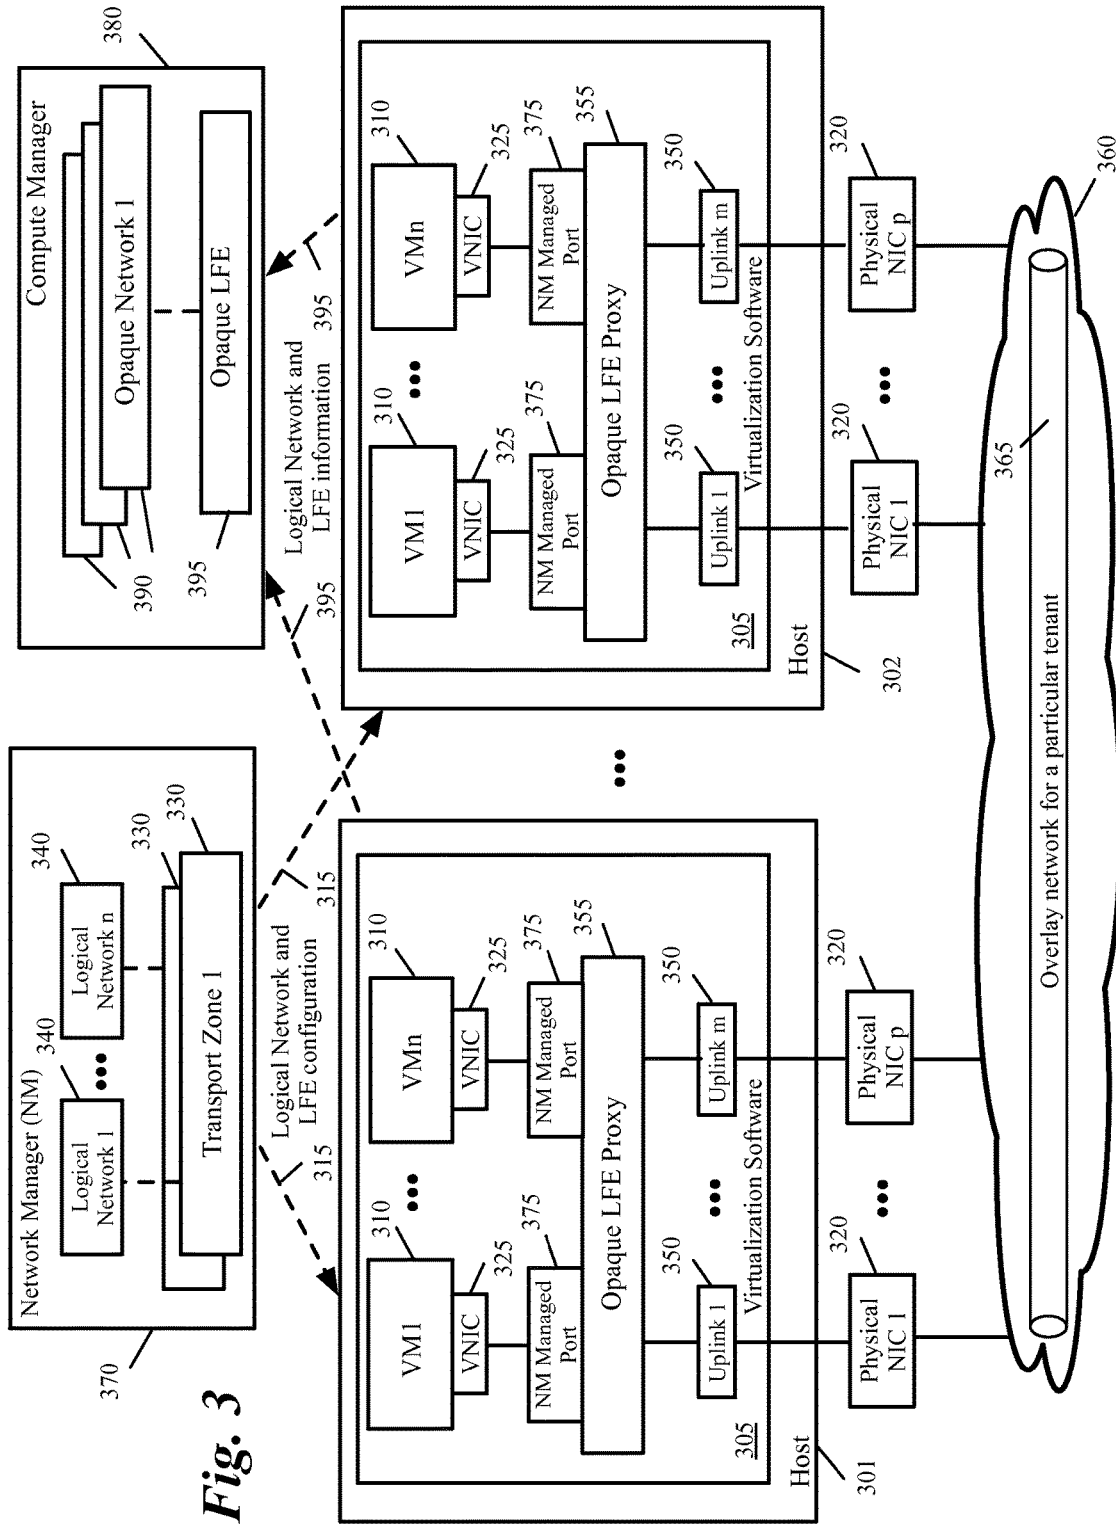 Network Manager (NM)
Logical
Network 1
340
Logical
Network n
340
330
330
Transport Zone 1
370
Compute Manager
380
Opaque Network 1
390
Opaque LFE
395
Logical Network and
LFE configuration
315
315
Logical Network and
LFE information
395
395
310
VM1
310
VMn
VNIC
325
VNIC
325
NM Managed
Port
375
NM Managed
Port
375
Opaque LFE Proxy
355
Uplink 1
350
Uplink m
350
305
Virtualization Software
Host
301
Physical
NIC 1
320
Physical
NIC p
320
VM1
310
VMn
310
VNIC
325
VNIC
325
NM Managed
Port
375
NM Managed
Port
375
Opaque LFE Proxy
355
Uplink 1
350
Uplink m
350
305
Virtualization Software
Host
302
Physical
NIC 1
320
Physical
NIC p
320
Overlay network for a particular tenant
365
360
Fig. 3